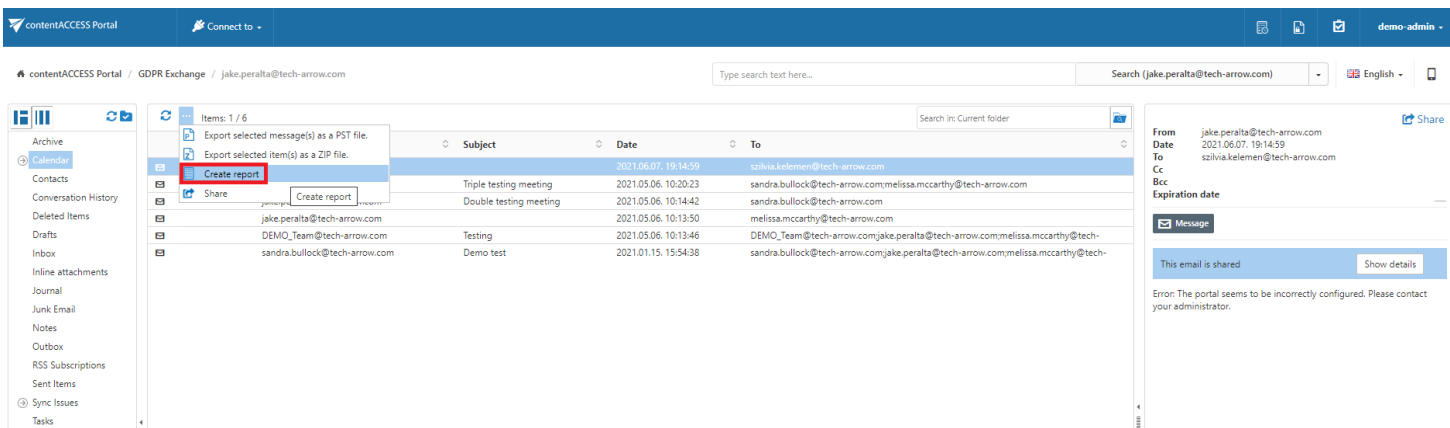 contentACCESS Portal
Connect to
demo-admin
contentACCESS Portal / GDPR Exchange / jake.peralta@tech-arrow.com
Type search text here...
Search (jake.peralta@tech-arrow.com)
English
Archive
Calendar
Contacts
Conversation History
Deleted Items
Drafts
Inbox
Inline attachments
Journal
Junk Email
Notes
Outbox
RSS Subscriptions
Sent Items
Sync Issues
Tasks
Items: 1 / 6
Search in: Current folder
Export selected message(s) as a PST file.
Export selected item(s) as a ZIP file.
Create report
Share
Create report
Subject Date To
2021.06.07. 19:14:59 szilvia.kelemen@tech-arrow.com
Triple testing meeting 2021.05.06. 10:20:23 sandra.bullock@tech-arrow.com;melissa.mccarthy@tech-arrow.com
Double testing meeting 2021.05.06. 10:14:42 sandra.bullock@tech-arrow.com
jake.peralta@tech-arrow.com 2021.05.06. 10:13:50 melissa.mccarthy@tech-arrow.com
DEMO_Team@tech-arrow.com Testing 2021.05.06. 10:13:46 DEMO_Team@tech-arrow.com;jake.peralta@tech-arrow.com;melissa.mccarthy@tech-
sandra.bullock@tech-arrow.com Demo test 2021.01.15. 15:54:38 sandra.bullock@tech-arrow.com;jake.peralta@tech-arrow.com;melissa.mccarthy@tech-
Share
From jake.peralta@tech-arrow.com
Date 2021.06.07. 19:14:59
To szilvia.kelemen@tech-arrow.com
Cc
Bcc
Expiration date
Message
This email is shared
Show details
Error: The portal seems to be incorrectly configured. Please contact
your administrator.